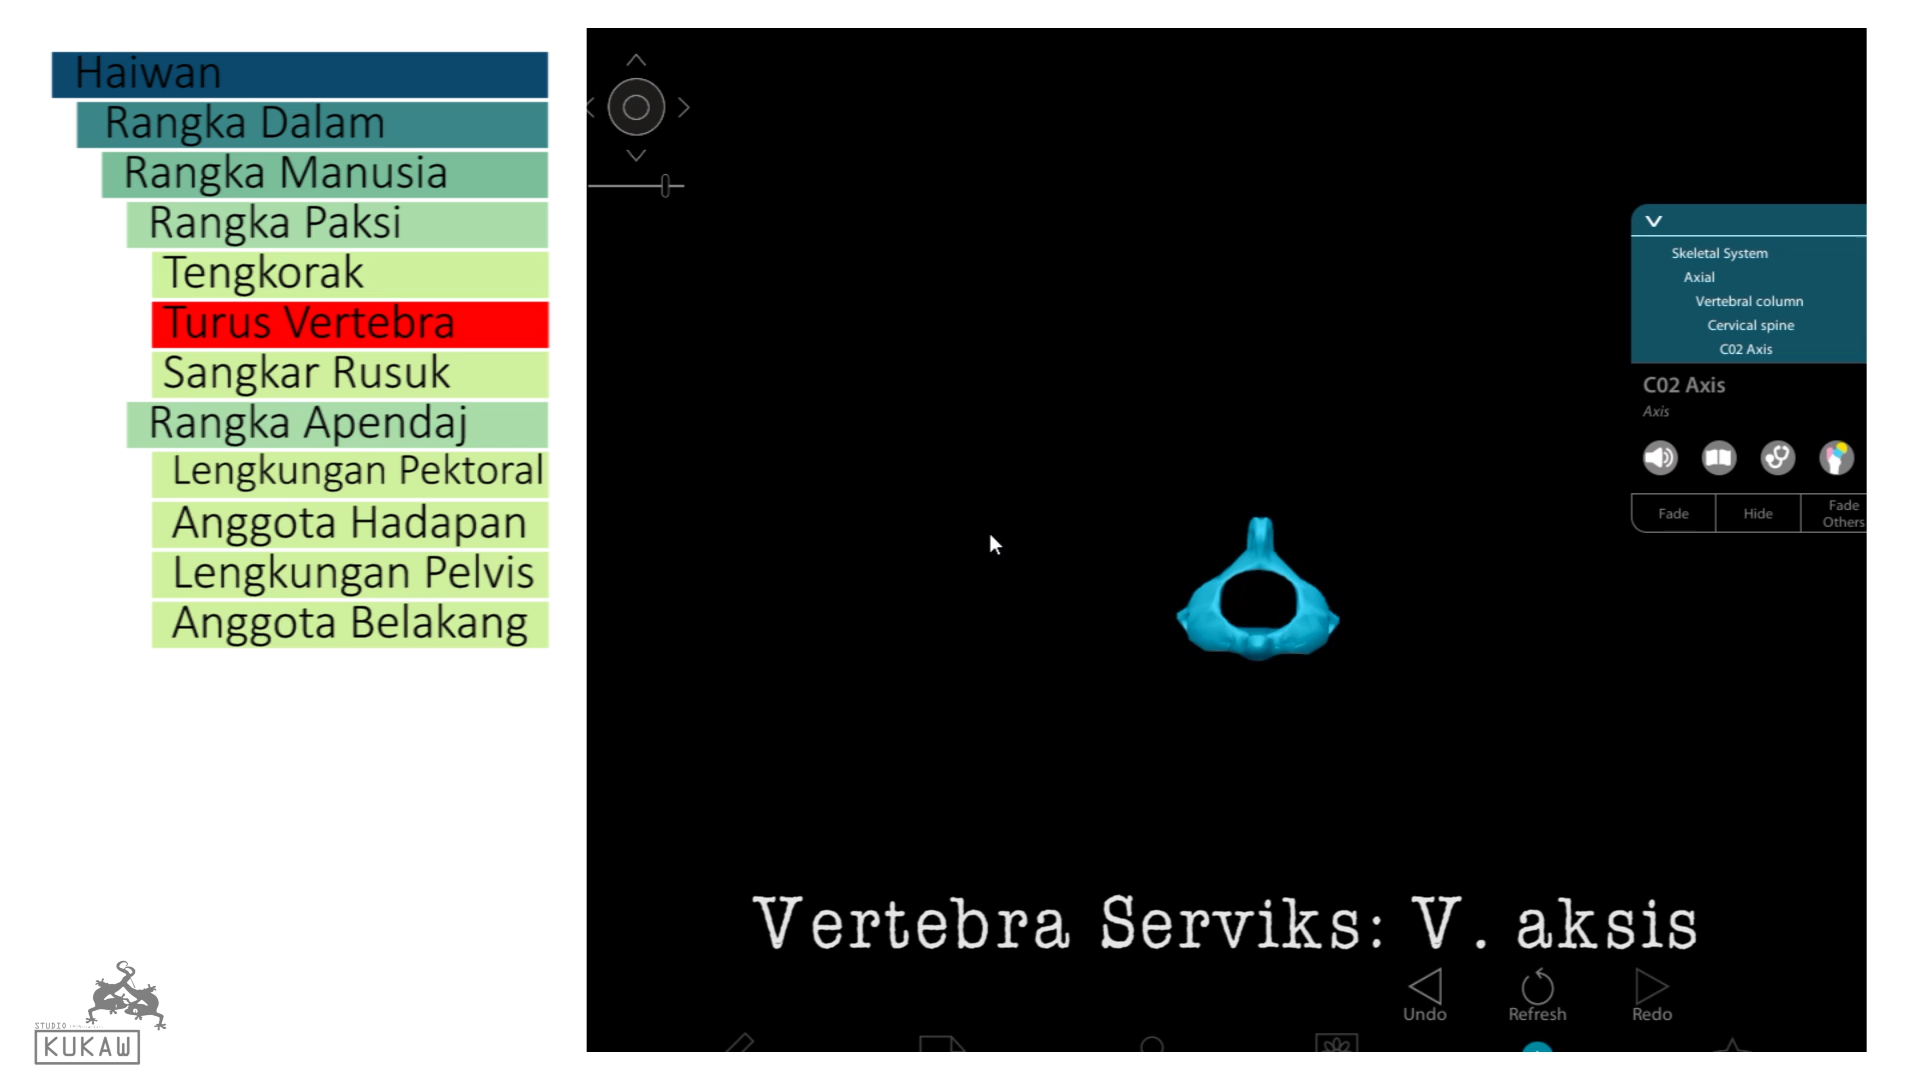 Haiwan
Rangka Dalam
Rangka Manusia
Rangka Paksi
Tengkorak
Turus Vertebra
Sangkar Rusuk
Rangka Apendaj
Lengkungan Pektoral
Anggota Hadapan
Lengkungan Pelvis
Anggota Belakang
Skeletal System
Axial
Vertebral column
Cervical spine
C02 Axis
C02 Axis
Axis
Fade
Hide
Fade
Others
Vertebra Serviks: V. aksis
Undo
Refresh
Redo
STUDIO
KUKAW